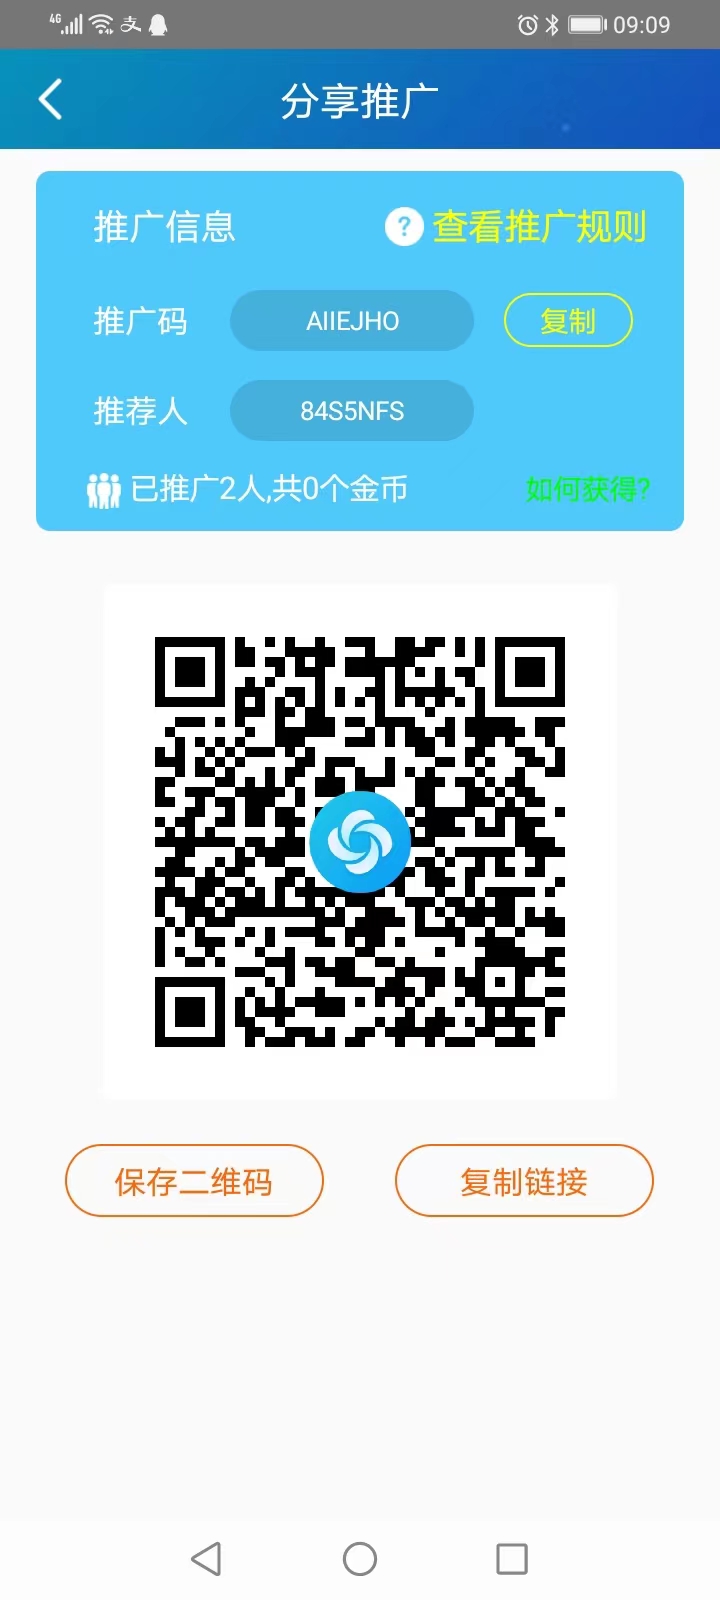 4G 09:09
分享推广
推广信息 ? 查看推广规则
推广码 AIIEJHO 复制
推荐人 84S5NFS
已推广2人,共0个金币 如何获得?
保存二维码 复制链接